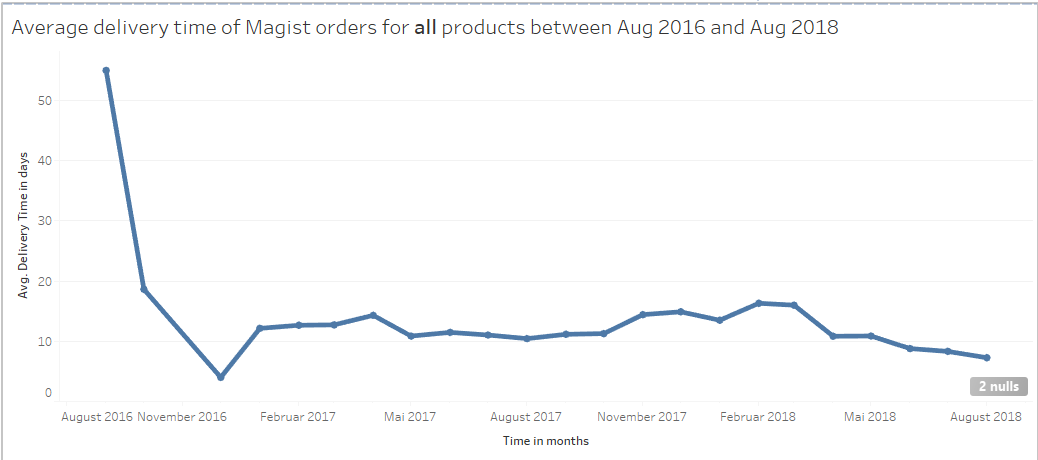 Average delivery time of Magist orders for all products between Aug 2016 and Aug 2018
Avg. Delivery Time in days
50
40
30
20
10
0
2 nulls
August 2016 November 2016 Februar 2017 Mai 2017 August 2017 November 2017 Februar 2018 Mai 2018 August 2018
Time in months